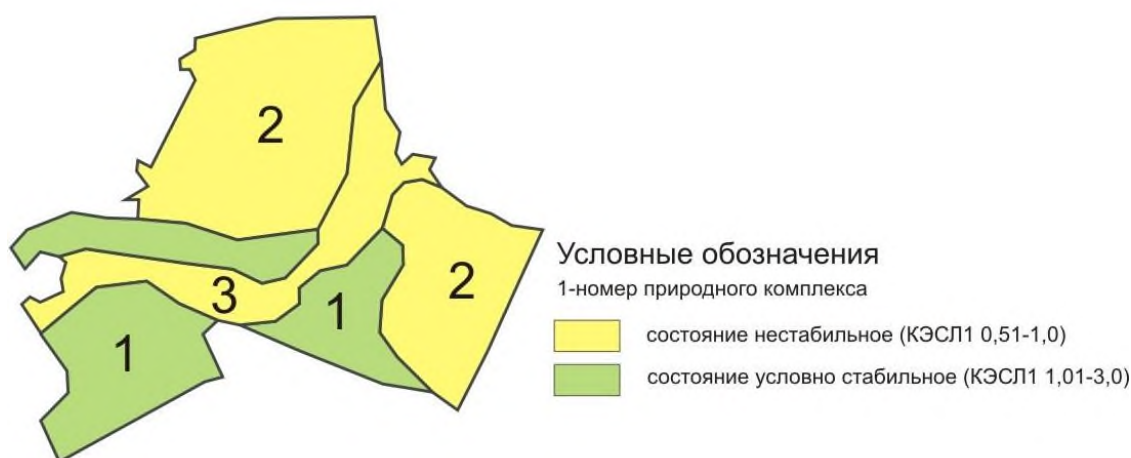 2
2
3
1
1
Условные обозначения
1-номер природного комплекса
состояние нестабильное (КЭСЛ1 0,51-1,0)
состояние условно стабильное (КЭСЛ1 1,01-3,0)